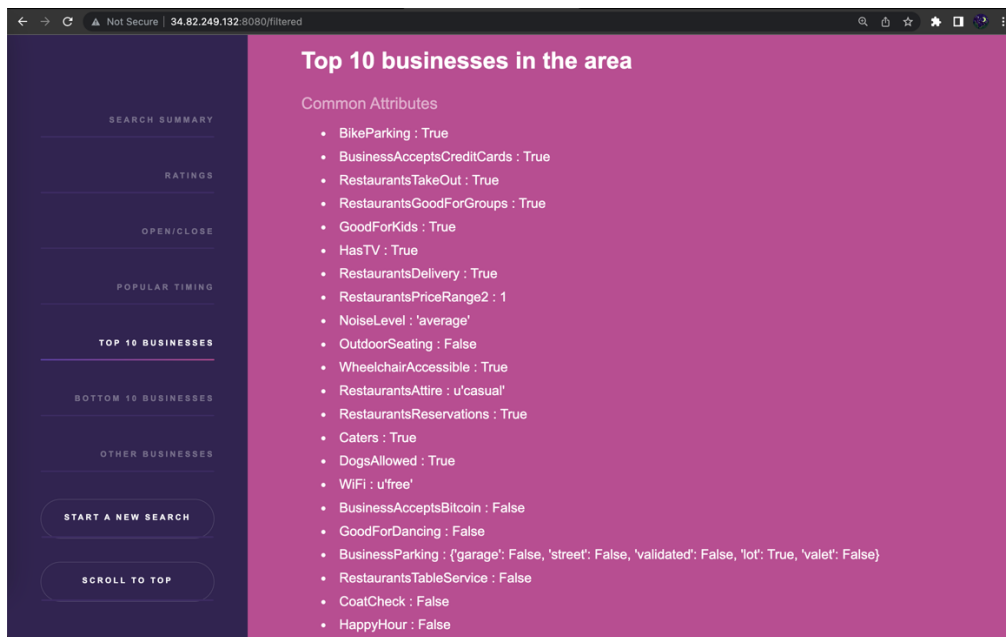 Not Secure | 34.82.249.132:8080/filtered
SEARCH SUMMARY
RATINGS
OPEN/CLOSE
POPULAR TIMING
TOP 10 BUSINESSES
BOTTOM 10 BUSINESSES
OTHER BUSINESSES
START A NEW SEARCH
SCROLL TO TOP
Top 10 businesses in the area
Common Attributes
• BikeParking : True
• BusinessAcceptsCreditCards : True
• RestaurantsTakeOut : True
• RestaurantsGoodForGroups : True
• GoodForKids : True
• HasTV : True
• RestaurantsDelivery : True
• RestaurantsPriceRange2 : 1
• NoiseLevel : 'average'
• OutdoorSeating : False
• WheelchairAccessible : True
• RestaurantsAttire : u'casual'
• RestaurantsReservations : True
• Caters : True
• DogsAllowed : True
• WiFi : u'free'
• BusinessAcceptsBitcoin : False
• GoodForDancing : False
• BusinessParking : {'garage': False, 'street': False, 'validated': False, 'lot': True, 'valet': False}
• RestaurantsTableService : False
• CoatCheck : False
• HappyHour : False